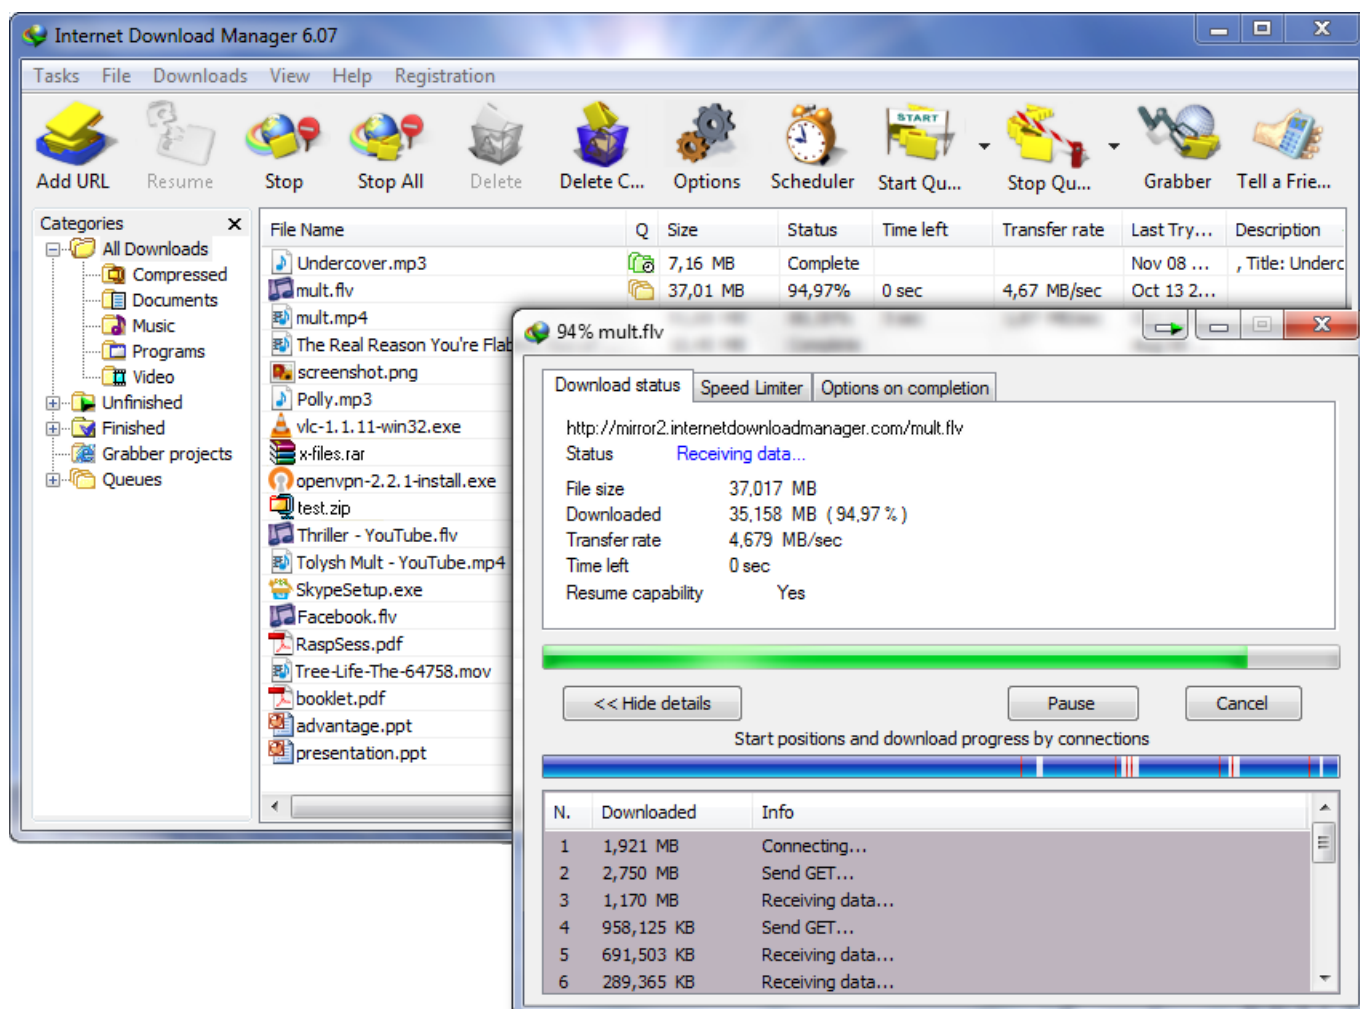 Internet Download Manager 6.07
Tasks File Downloads View Help Registration
Add URL Resume Stop Stop All Delete Delete C... Options Scheduler Start Qu... Stop Qu... Grabber Tell a Frie...
START
Categories
All Downloads
Compressed
Documents
Music
Programs
Video
Unfinished
Finished
Grabber projects
Queues
File Name Q Size Status Time left Transfer rate Last Try... Description
Undercover.mp3 7,16 MB Complete Nov 08 ... , Title: Underc
mult.flv 37,01 MB 94,97% 0 sec 4,67 MB/sec Oct 13 2...
mult.mp4
The Real Reason You're Flab
screenshot.png
Polly.mp3
vlc-1.1.11-win32.exe
x-files.rar
openvpn-2.2.1-install.exe
test.zip
Thriller - YouTube.flv
Tolysh Mult - YouTube.mp4
SkypeSetup.exe
Facebook.flv
RaspSess.pdf
Tree-Life-The-64758.mov
booklet.pdf
advantage.ppt
presentation.ppt
94% mult.flv
Download status Speed Limiter Options on completion
http://mirror2.internetdownloadmanager.com/mult.flv
Status Receiving data...
File size 37,017 MB
Downloaded 35,158 MB ( 94,97 % )
Transfer rate 4,679 MB/sec
Time left 0 sec
Resume capability Yes
<< Hide details Pause Cancel
Start positions and download progress by connections
N. Downloaded Info
1 1,921 MB Connecting...
2 2,750 MB Send GET...
3 1,170 MB Receiving data...
4 958,125 KB Send GET...
5 691,503 KB Receiving data...
6 289,365 KB Receiving data...